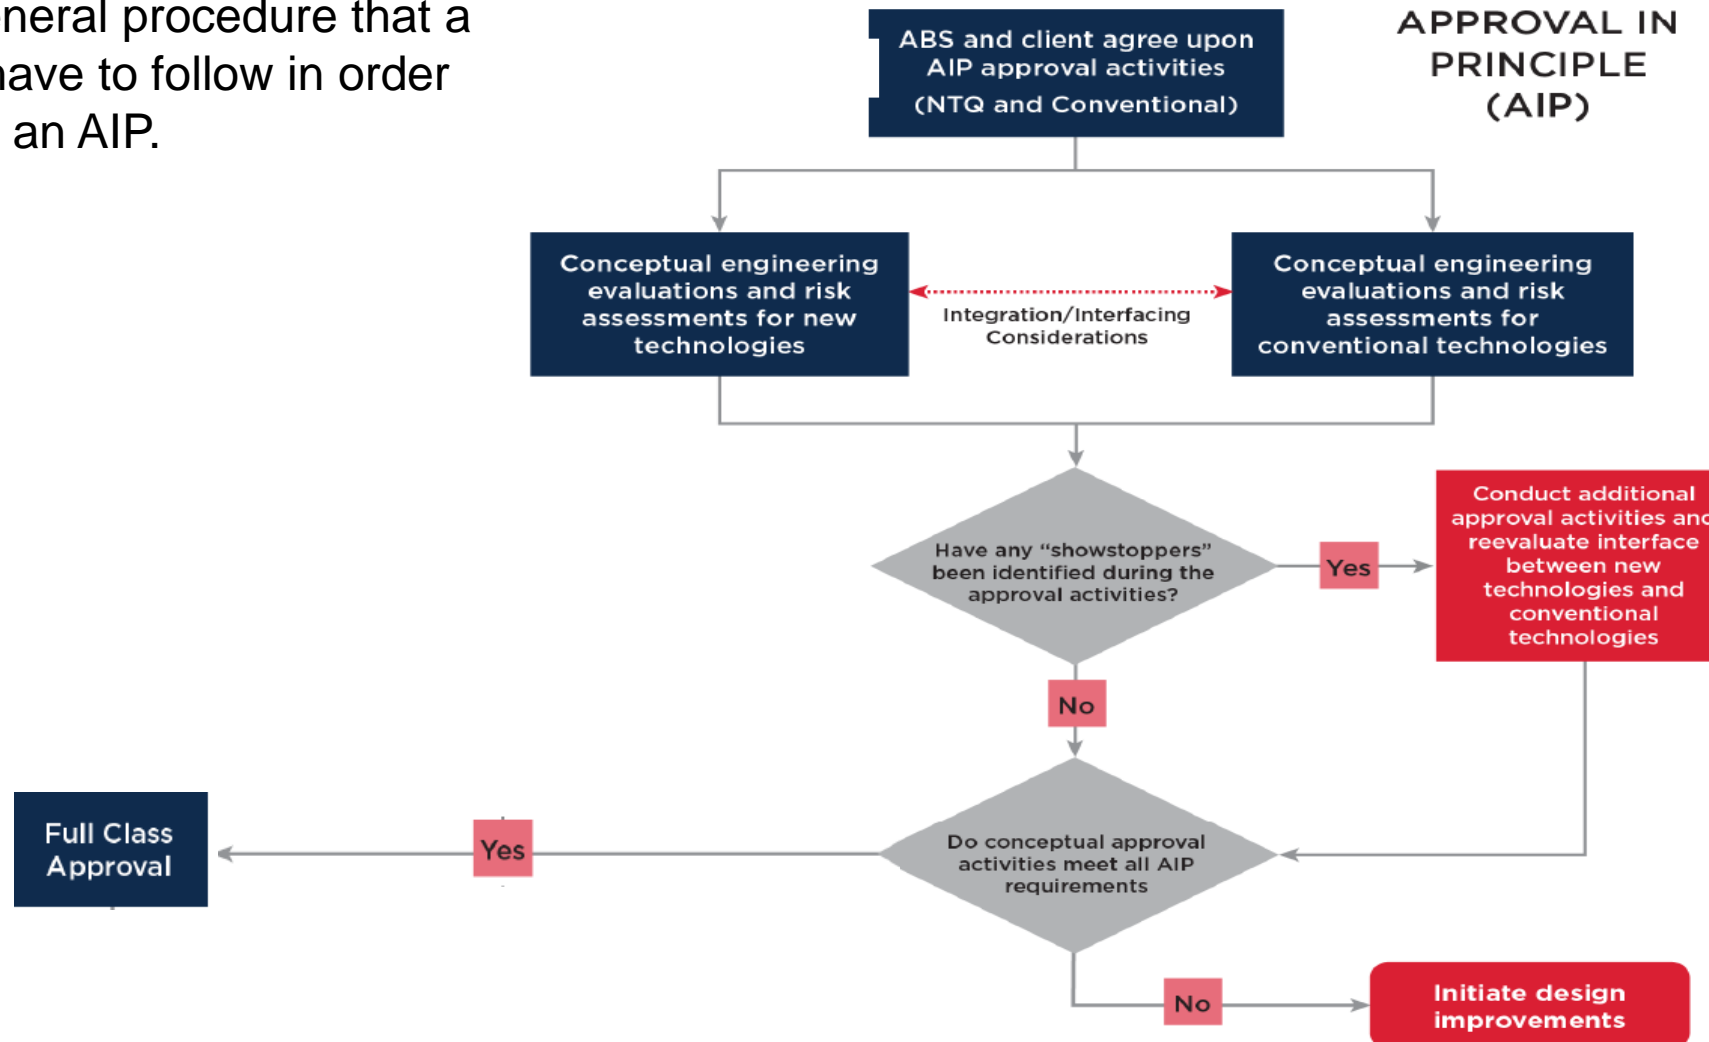 neral procedure that a
have to follow in order
an AIP.
APPROVAL IN
PRINCIPLE
(AIP)
ABS and client agree upon
AIP approval activities
(NTQ and Conventional)
Conceptual engineering
evaluations and risk
assessments for new
technologies
Integration/Interfacing
Considerations
Conceptual engineering
evaluations and risk
assessments for
conventional technologies
Have any “showstoppers”
been identified during the
approval activities?
Yes
Conduct additional
approval activities and
reevaluate interface
between new
technologies and
conventional
technologies
No
Do conceptual approval
activities meet all AIP
requirements
Yes
Full Class
Approval
No
Initiate design
improvements